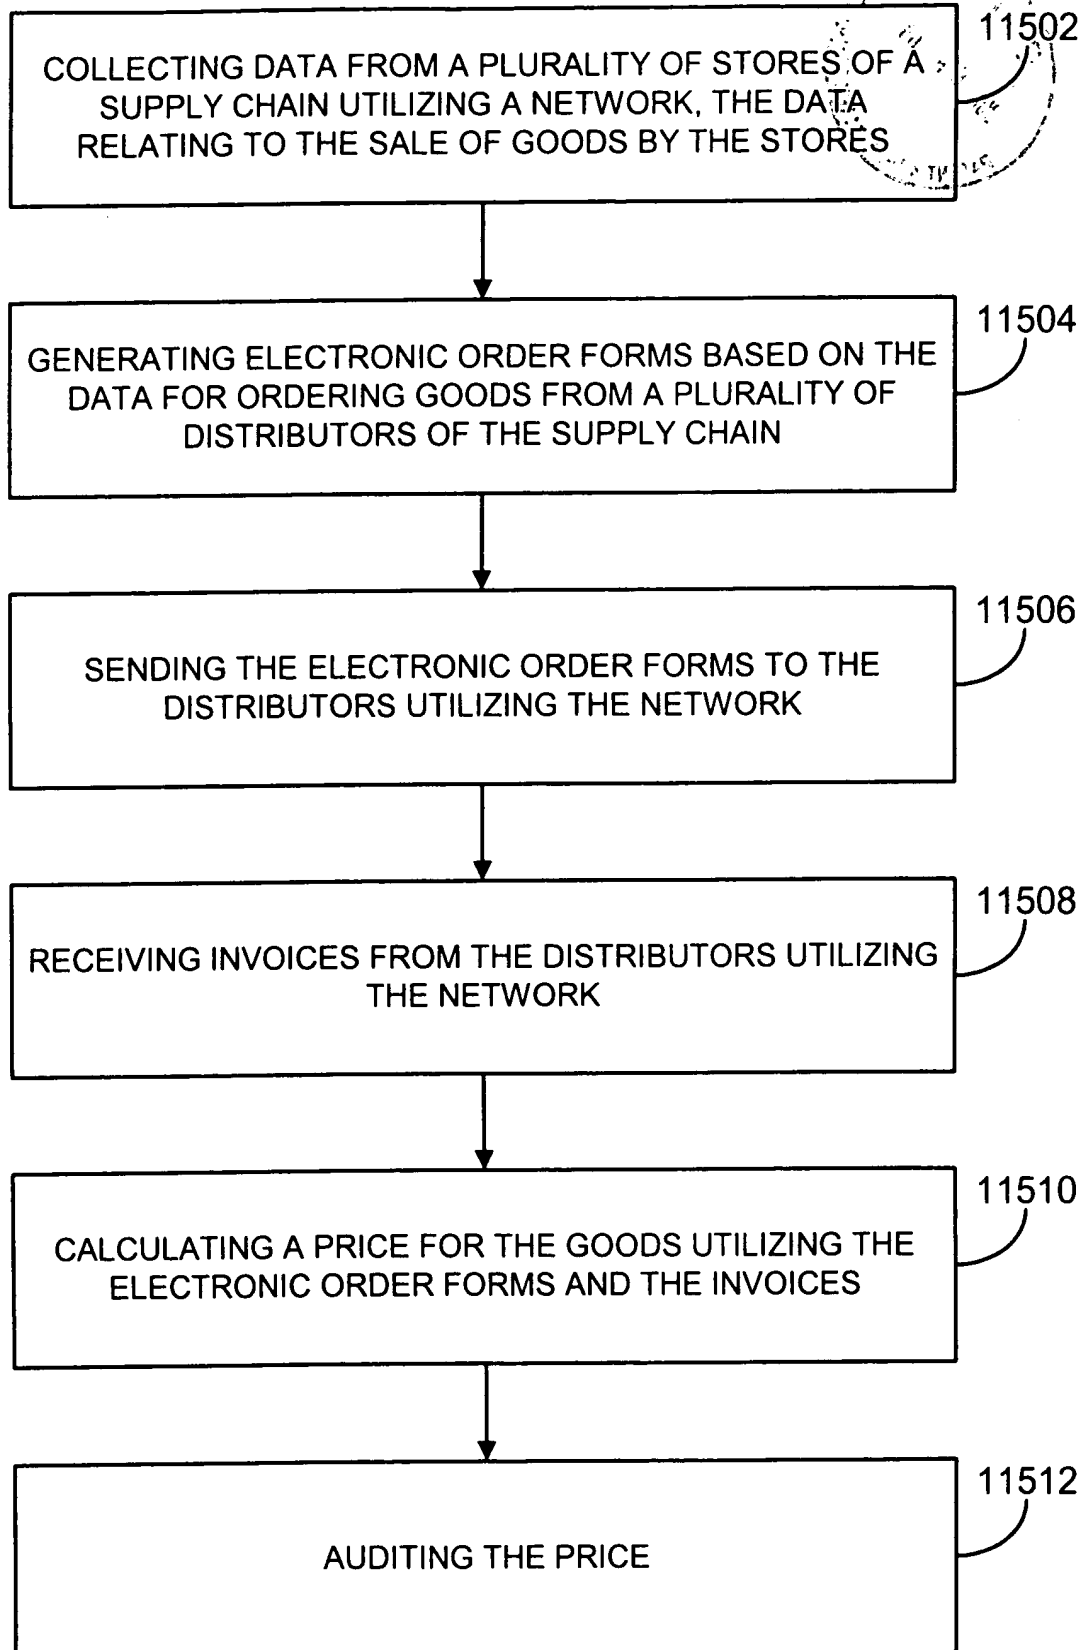 11502
COLLECTING DATA FROM A PLURALITY OF STORES OF A
SUPPLY CHAIN UTILIZING A NETWORK, THE DATA
RELATING TO THE SALE OF GOODS BY THE STORES
11504
GENERATING ELECTRONIC ORDER FORMS BASED ON THE
DATA FOR ORDERING GOODS FROM A PLURALITY OF
DISTRIBUTORS OF THE SUPPLY CHAIN
11506
SENDING THE ELECTRONIC ORDER FORMS TO THE
DISTRIBUTORS UTILIZING THE NETWORK
11508
RECEIVING INVOICES FROM THE DISTRIBUTORS UTILIZING
THE NETWORK
11510
CALCULATING A PRICE FOR THE GOODS UTILIZING THE
ELECTRONIC ORDER FORMS AND THE INVOICES
11512
AUDITING THE PRICE